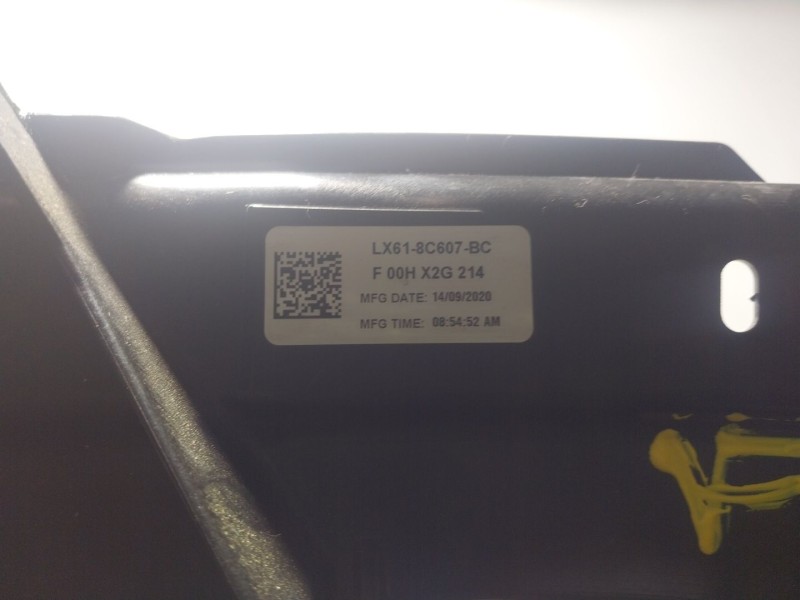 LX61-8C607-BC
F 00H X2G 214
MFG DATE: 14/09/2020
MFG TIME: 08:54:52 AM